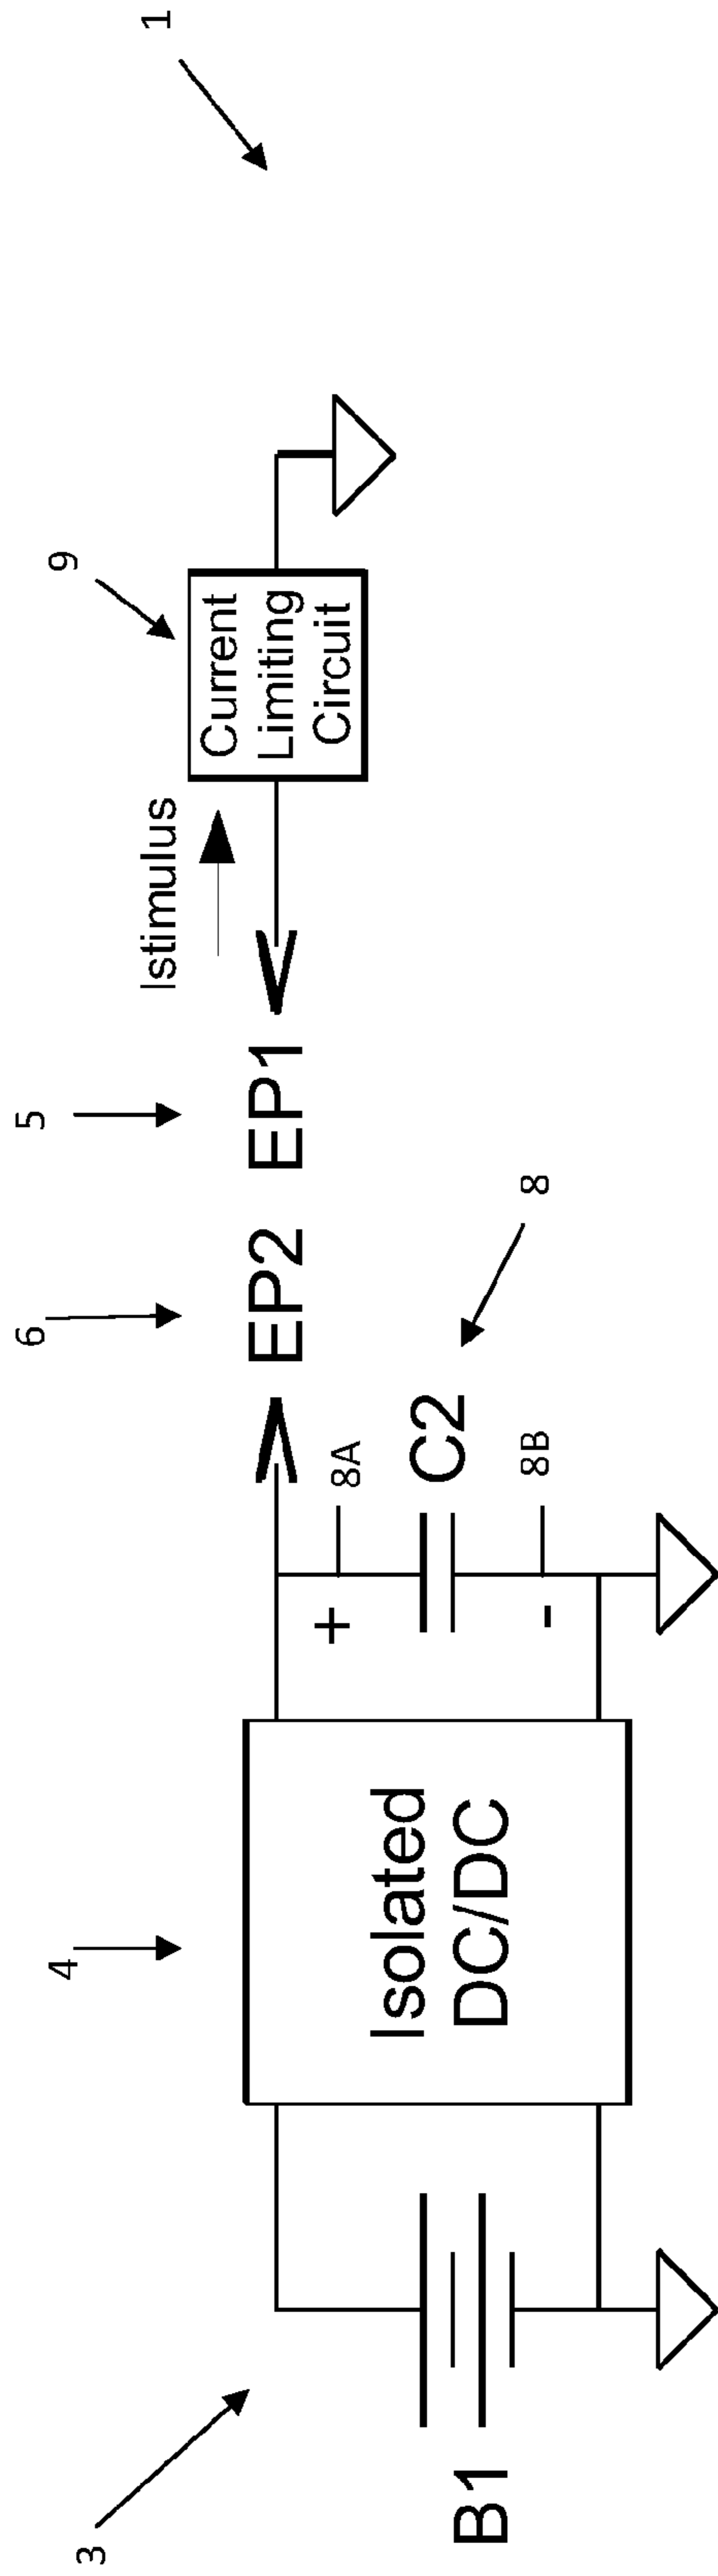 1
9
Current
Limiting
Circuit
Istimulus
5
6
EP2 EP1
8
8A
C2
8B
+
-
4
Isolated
DC/DC
3
B1